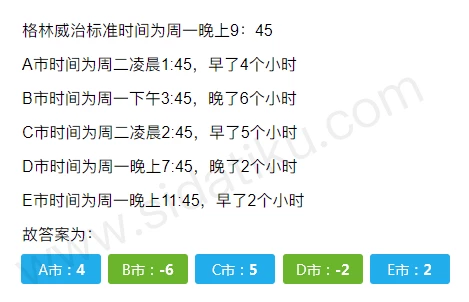 格林威治标准时间为周一晚上9：45
A市时间为周二凌晨1:45，早了4个小时
B市时间为周一下午3:45，晚了6个小时
C市时间为周二凌晨2:45，早了5个小时
D市时间为周一晚上7:45，晚了2个小时
E市时间为周一晚上11:45，早了2个小时
故答案为：
A市：4 B市：-6 C市：5 D市：-2 E市：2
www.sidatiku.com